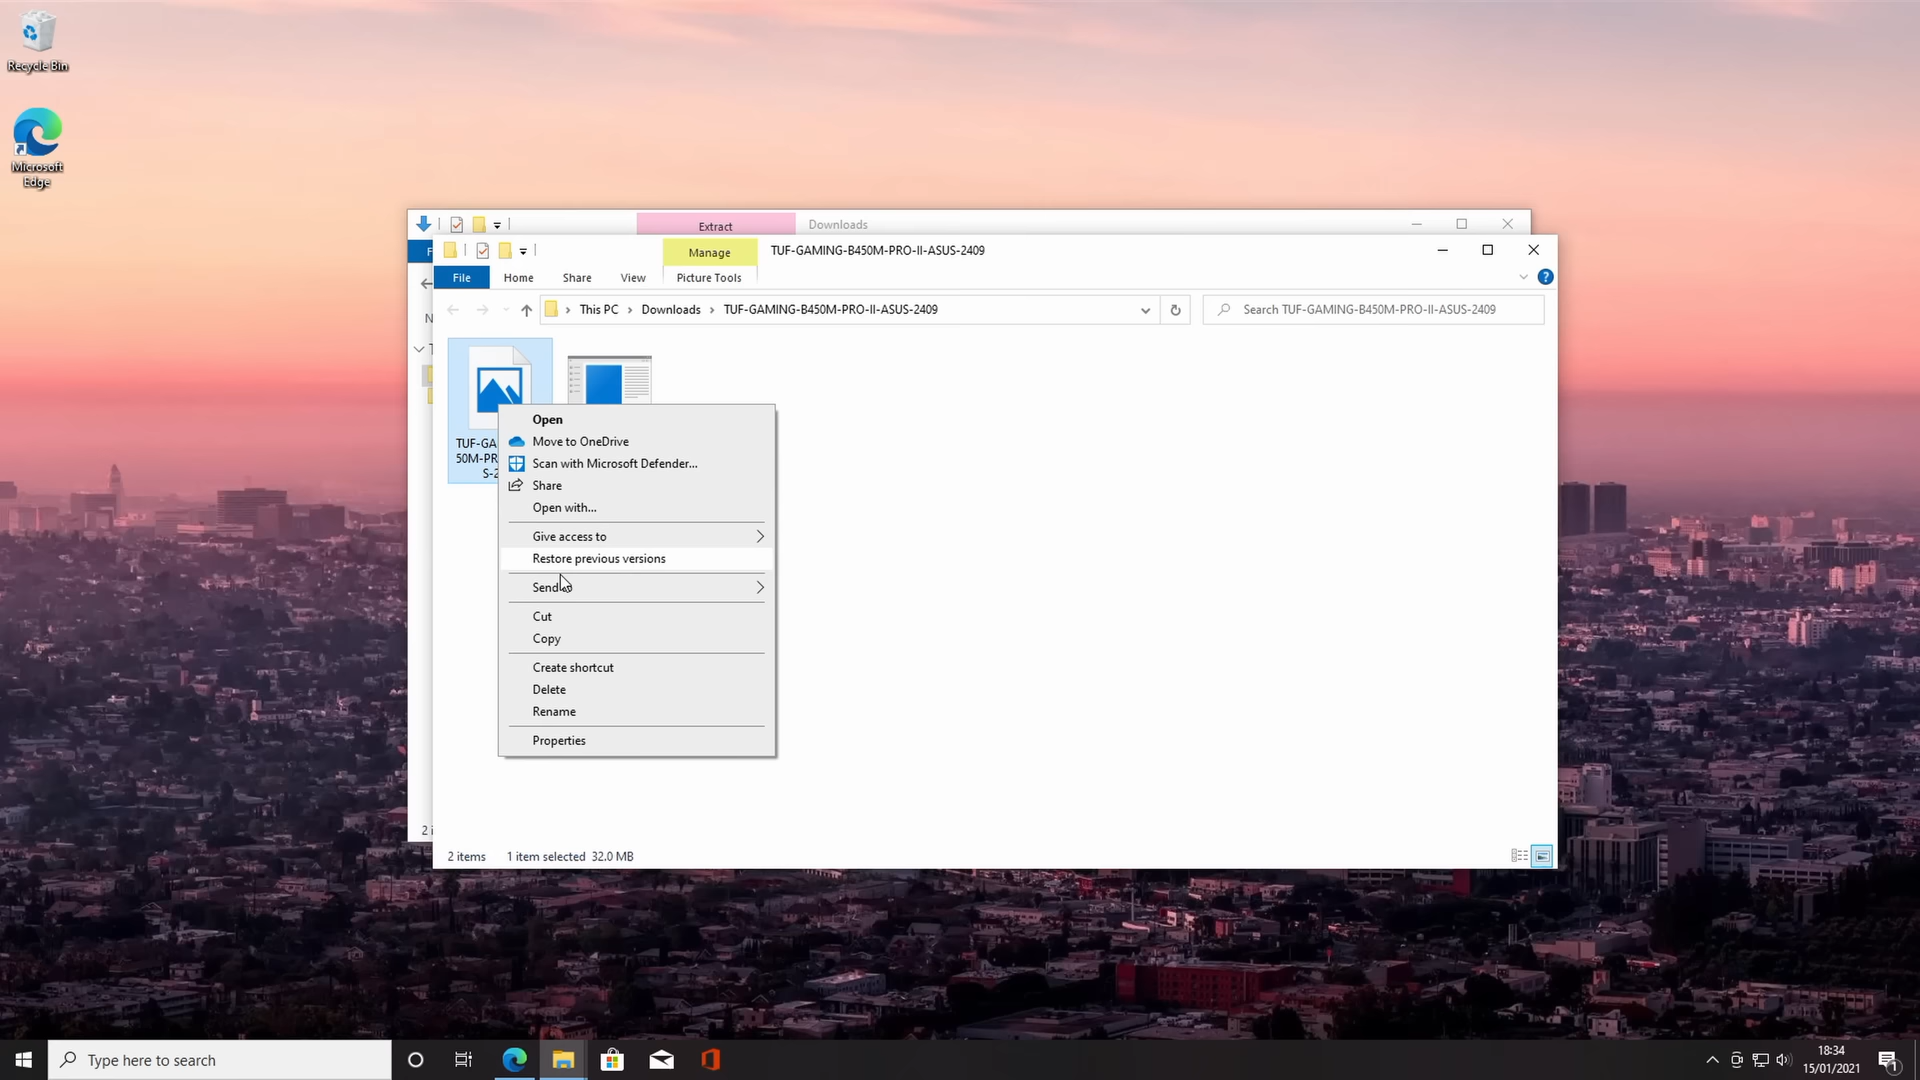 Recycle Bin
Microsoft
Edge
Extract
Downloads
Manage
TUF-GAMING-B450M-PRO-II-ASUS-2409
File
Home
Share
View
Picture Tools
This PC
Downloads
TUF-GAMING-B450M-PRO-II-ASUS-2409
Search TUF-GAMING-B450M-PRO-II-ASUS-2409
TUF-GA
50M-PR
S-2
Open
Move to OneDrive
Scan with Microsoft Defender...
Share
Open with...
Give access to
Restore previous versions
Send
Cut
Copy
Create shortcut
Delete
Rename
Properties
2 items
1 item selected 32.0 MB
Type here to search
18:34
15/01/2021
1